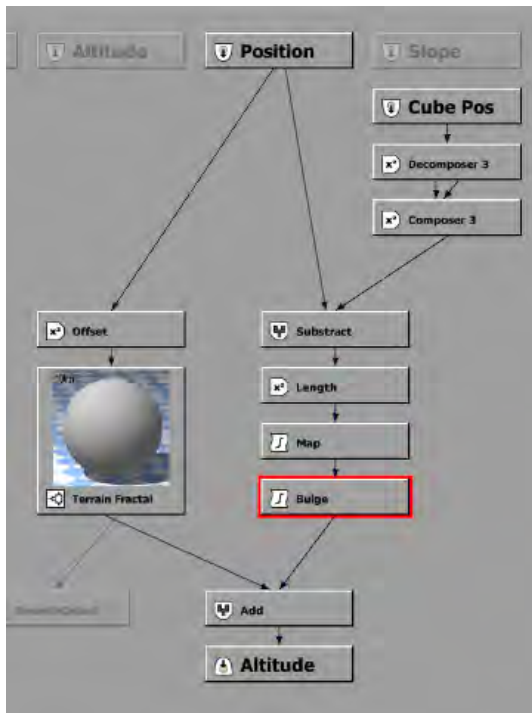 Altitude
Position
Slope
Cube Pos
Decomposer 3
Composer 3
Offset
Substract
Length
Map
Terrain Fractal
Bulge
Add
Altitude